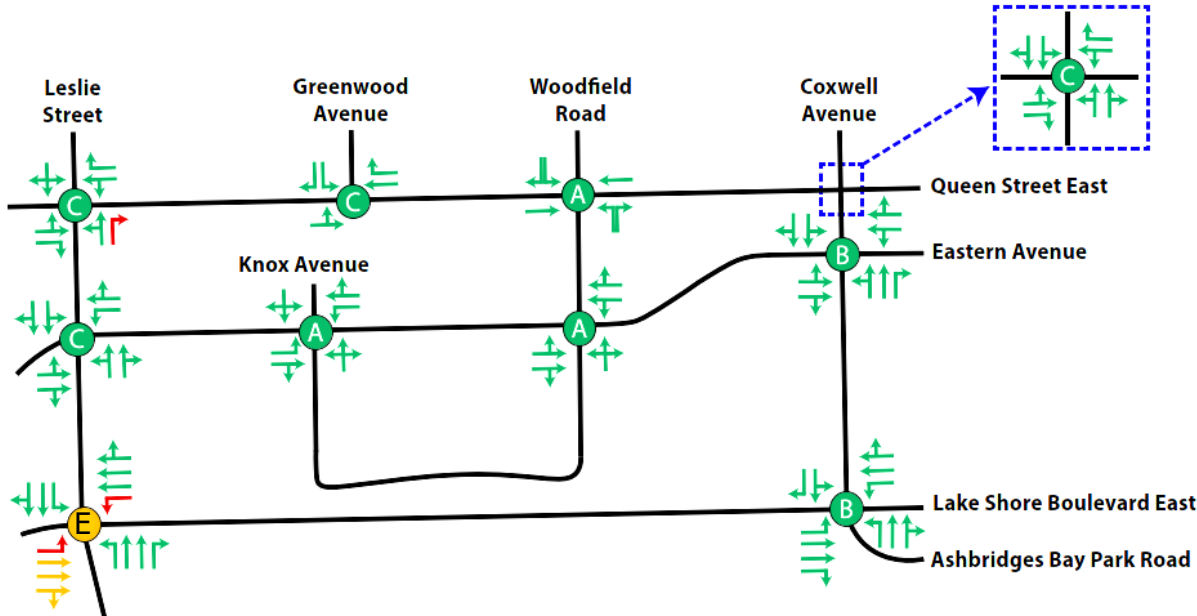 C
Leslie
Street
Greenwood
Avenue
Woodfield
Road
Coxwell
Avenue
C
C
A
Queen Street East
Knox Avenue
B
Eastern Avenue
C
A
A
E
B
Lake Shore Boulevard East
Ashbridges Bay Park Road